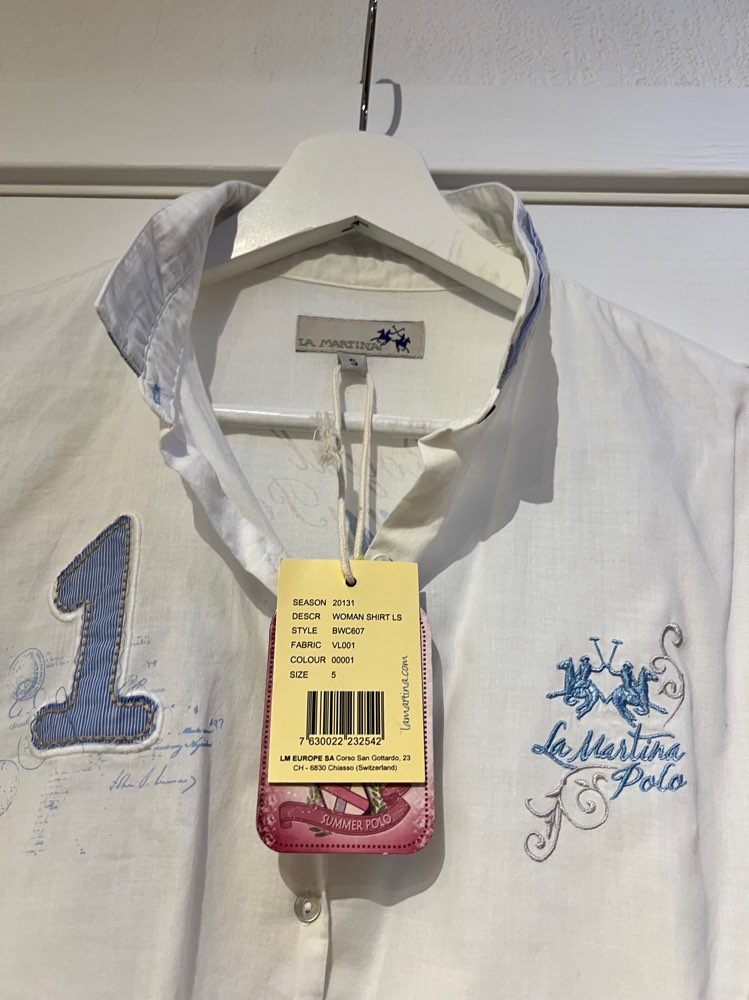 LA MARTINA
5
SEASON 20131
DESCR WOMAN SHIRT LS
STYLE BWC607
FABRIC VL001
COLOUR 00001
SIZE 5
lamartina.com
7 630022 232542
LM EUROPE SA Corso San Gottardo, 23
CH - 6830 Chiasso (Switzerland)
SUMMER POLO
1
La Martina
Polo